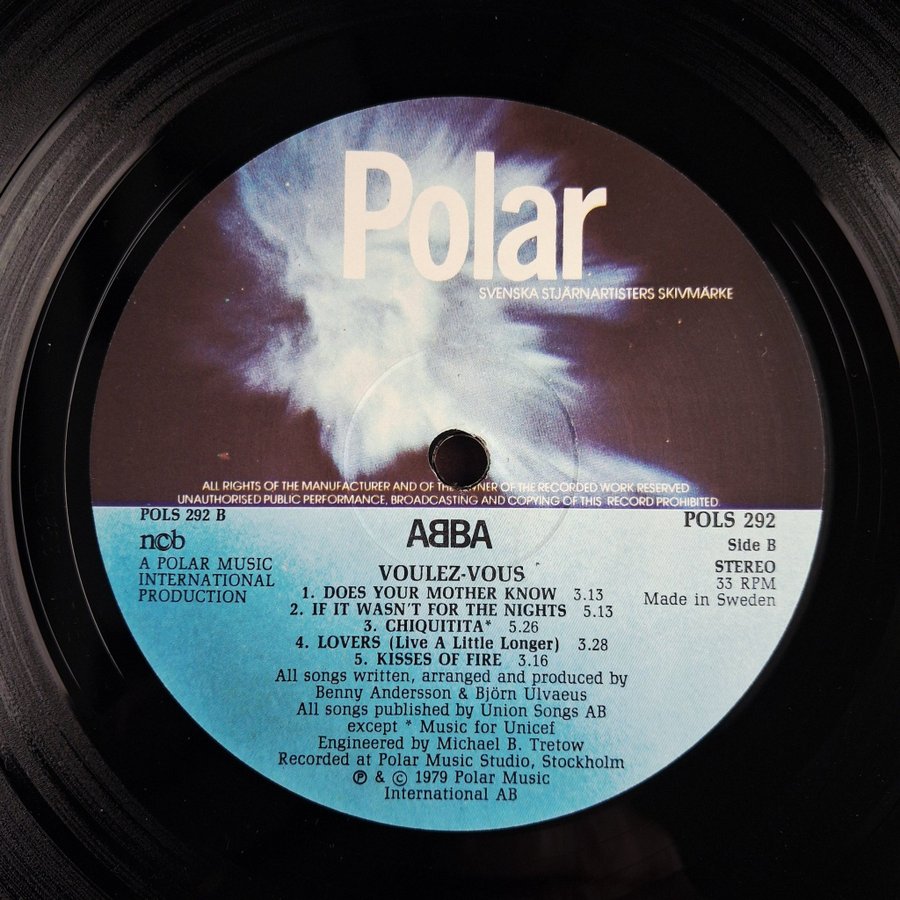 Polar
SVENSKA STJÄRNARTISTERS SKIVMÄRKE
ALL RIGHTS OF THE MANUFACTURER AND OF THE OWNER OF THE RECORDED WORK RESERVED
UNAUTHORISED PUBLIC PERFORMANCE, BROADCASTING AND COPYING OF THIS RECORD PROHIBITED
POLS 292 B
ncb
A POLAR MUSIC
INTERNATIONAL
PRODUCTION
POLS 292
Side B
STEREO
33 RPM
Made in Sweden
ABBA
VOULEZ-VOUS
1. DOES YOUR MOTHER KNOW 3.13
2. IF IT WASN'T FOR THE NIGHTS 5.13
3. CHIQUITITA* 5.26
4. LOVERS (Live A Little Longer) 3.28
5. KISSES OF FIRE 3.16
All songs written, arranged and produced by
Benny Andersson & Björn Ulvaeus
All songs published by Union Songs AB
except * Music for Unicef
Engineered by Michael B. Tretow
Recorded at Polar Music Studio, Stockholm
℗ & © 1979 Polar Music
International AB